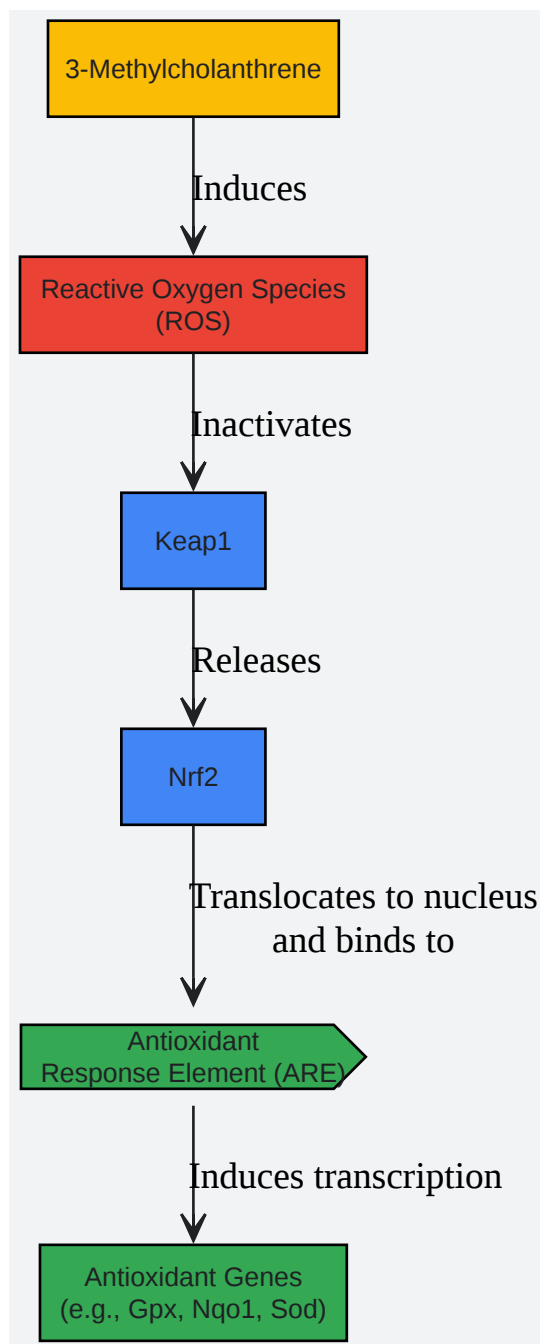 3-Methylcholanthrene
Induces
Reactive Oxygen Species
(ROS)
Inactivates
Keap1
Releases
Nrf2
Translocates to nucleus
and binds to
Antioxidant
Response Element (ARE)
Induces transcription
Antioxidant Genes
(e.g., Gpx, Nqo1, Sod)